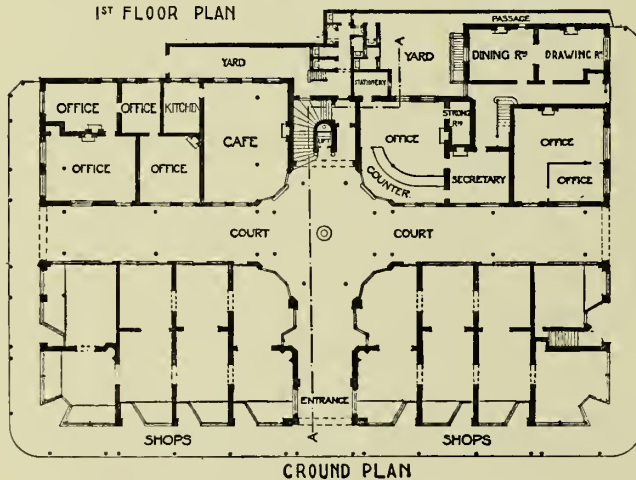 1ST FLOOR PLAN
PASSAGE
YARD
YARD
DINING RM
DRAWING RM
STATIONERY
A
OFFICE
OFFICE
KITCHEN
CAFE
LIFT
OFFICE
STRONG RM
OFFICE
OFFICE
OFFICE
COUNTER
SECRETARY
OFFICE
COURT
COURT
ENTRANCE
A
SHOPS
SHOPS
GROUND PLAN